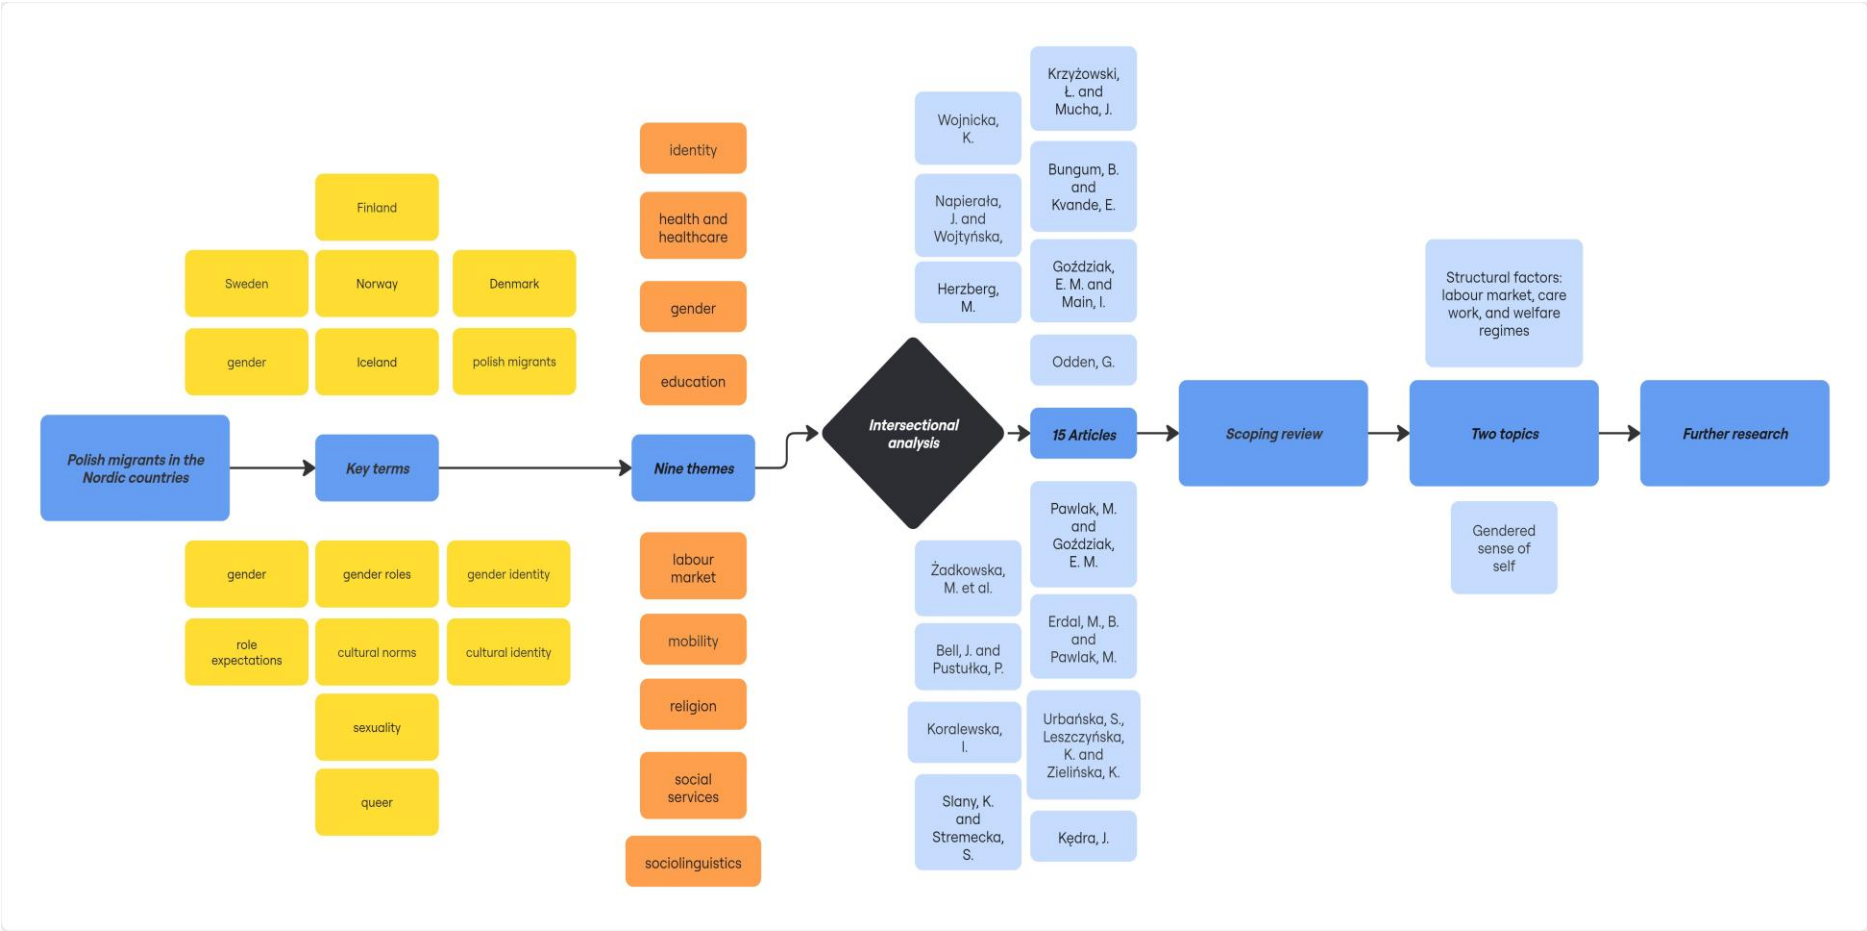 Polish migrants in the
Nordic countries
Finland
Sweden
Norway
Denmark
gender
Iceland
polish migrants
Key terms
gender
gender roles
gender identity
role
expectations
cultural norms
cultural identity
sexuality
queer
identity
health and
healthcare
gender
education
Nine themes
labour
market
mobility
religion
social
services
sociolinguistics
Intersectional
analysis
Wojnicka,
K.
Napierała,
J. and
Wojtyńska,
Herzberg,
M.
Krzyżowski,
Ł. and
Mucha, J.
Bungum, B.
and
Kvande, E.
Goździak,
E. M. and
Main, I.
Odden, G.
15 Articles
Żadkowska,
M. et al.
Bell, J. and
Pustułka, P.
Koralewska,
I.
Slany, K.
and
Stremecka,
S.
Pawlak, M.
and
Goździak,
E. M.
Erdal, M., B.
and
Pawlak, M.
Urbańska, S.,
Leszczyńska,
K. and
Zielińska, K.
Kędra, J.
Scoping review
Structural factors:
labour market, care
work, and welfare
regimes
Two topics
Gendered
sense of
self
Further research